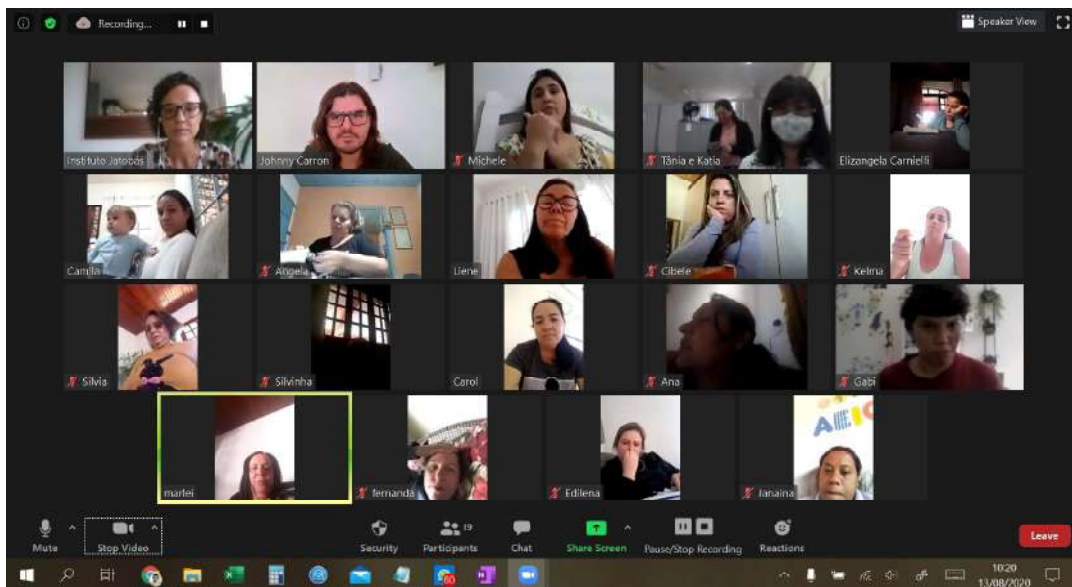 Recording...
Speaker View
Instituto Jatobás
Johnny Carron
Michele
Tânia e Katia
Elizangela Carnielli
Camila
Angela
Liene
Cibele
Kelma
Silvia
Silvinha
Carol
Ana
Gabi
marlei
fernanda
Edilena
Janaina
AEIO
Mute
Stop Video
Security
Participants
19
Chat
Share Screen
Pause/Stop Recording
Reactions
Leave
10:20
13/08/2020